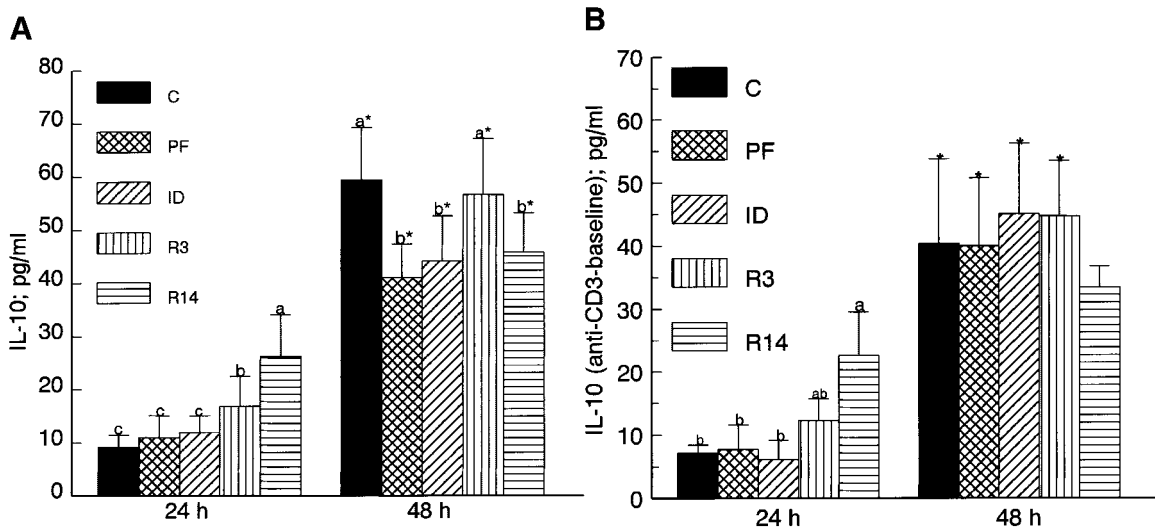 A
IL-10; pg/ml
80
70
60
50
40
30
20
10
0
C
PF
ID
R3
R14
c
c
c
b
a
a*
b*
b*
a*
b*
24 h
48 h
B
IL-10 (anti-CD3-baseline); pg/ml
70
60
50
40
30
20
10
0
C
PF
ID
R3
R14
b
b
b
ab
a
*
*
*
*
24 h
48 h